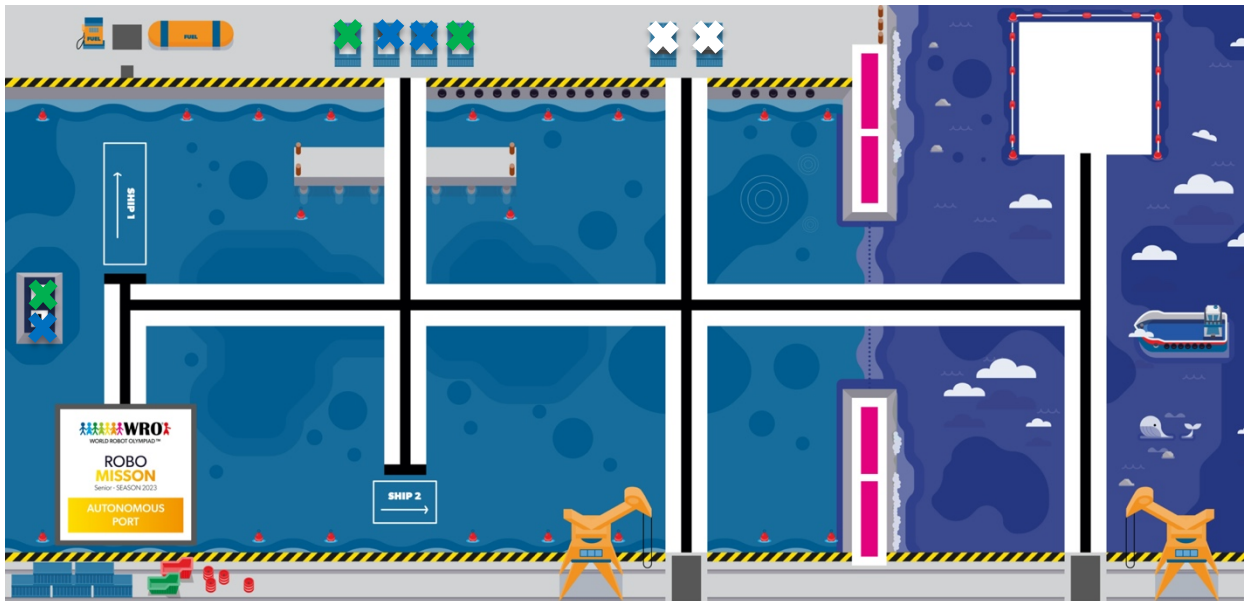 FUEL
FUEL
SHIP 1
WRO
WORLD ROBOT OLYMPIAD™
ROBO
MISSON
Senior - SEASON 2023
AUTONOMOUS
PORT
SHIP 2